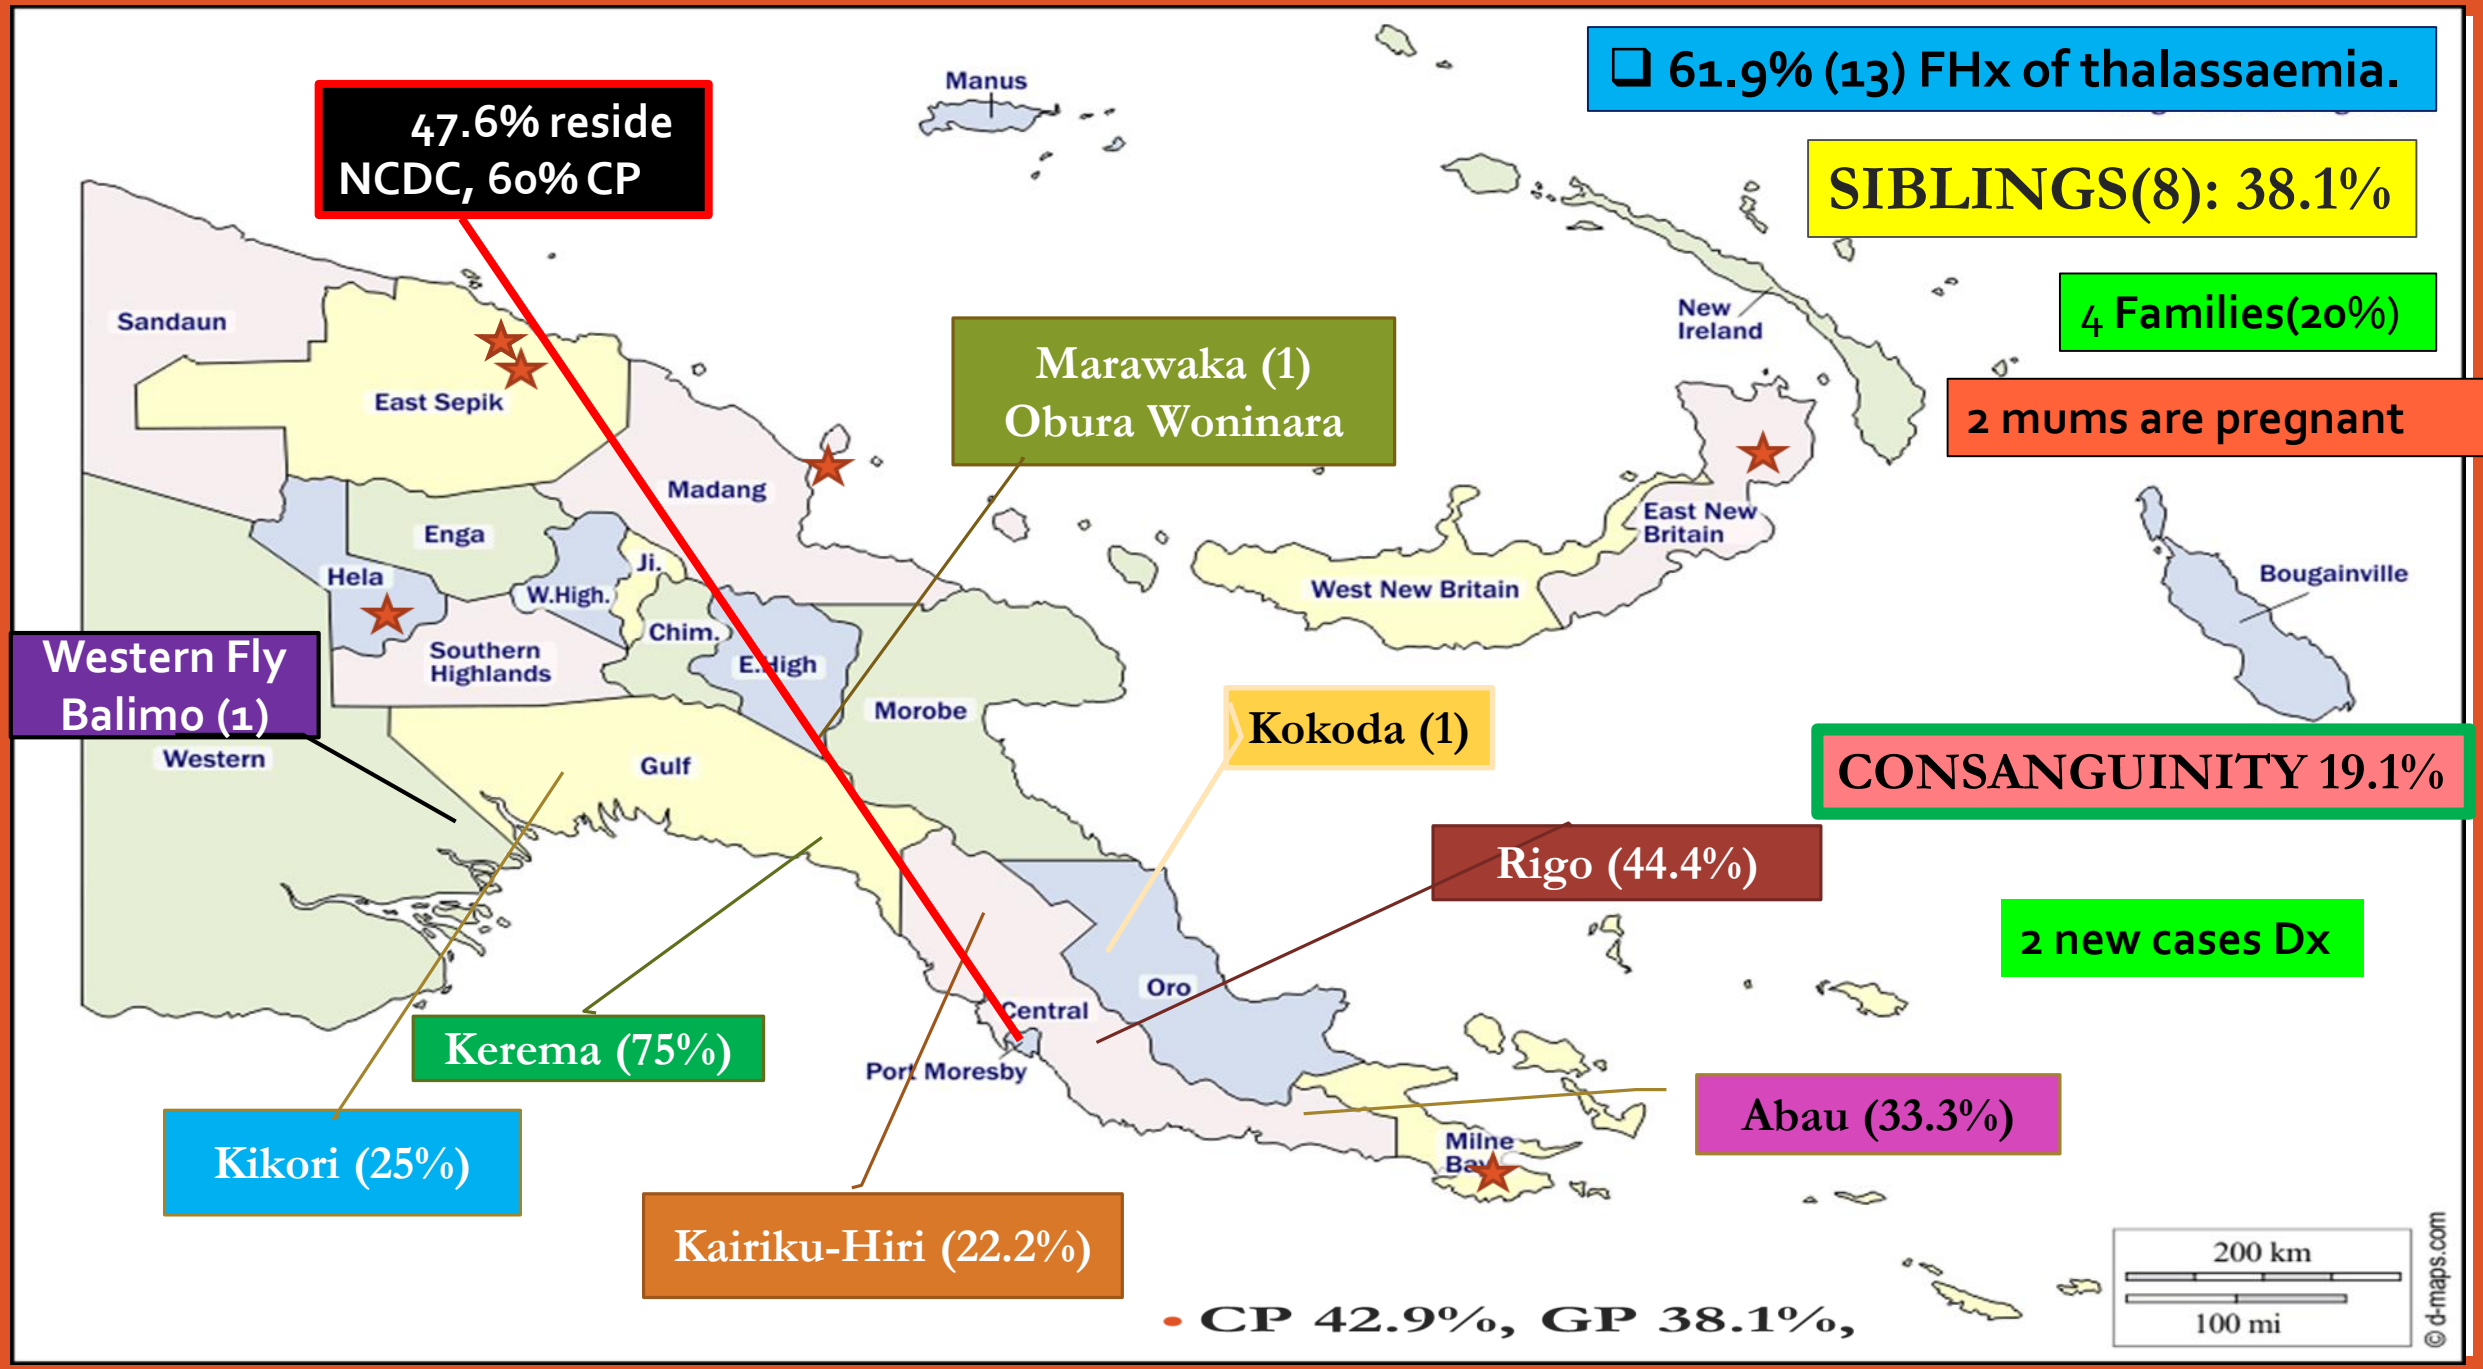 ❑ 61.9% (13) FHx of thalassaemia.
Manus
47.6% reside
NCDC, 60% CP
SIBLINGS(8): 38.1%
4 Families(20%)
New
Ireland
Sandaun
Marawaka (1)
Obura Woninara
East Sepik
2 mums are pregnant
Madang
East New
Britain
Enga
Ji.
Hela
W.High.
West New Britain
Bougainville
Chim.
Southern
Highlands
E.High
Western Fly
Balimo (1)
Morobe
Kokoda (1)
Western
Gulf
CONSANGUINITY 19.1%
Rigo (44.4%)
2 new cases Dx
Oro
Central
Kerema (75%)
Port Moresby
Abau (33.3%)
Milne
Bay
Kikori (25%)
Kairiku-Hiri (22.2%)
200 km
100 mi
© d-maps.com
• CP 42.9%, GP 38.1%,